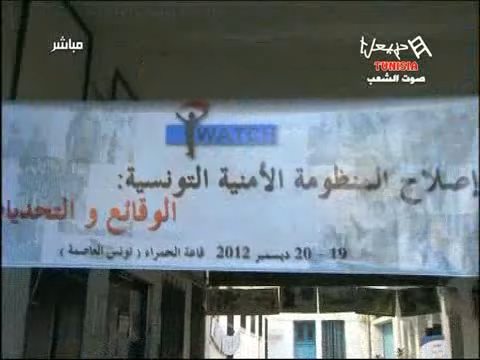 مباشر
TUNISIA
صوت الشعب
WATCH
إصلاح المنظومة الأمنية التونسية:
الوقائع و التحديات
19 - 20 ديسمبر 2012 قاعة الحمراء ( تونس العاصمة )